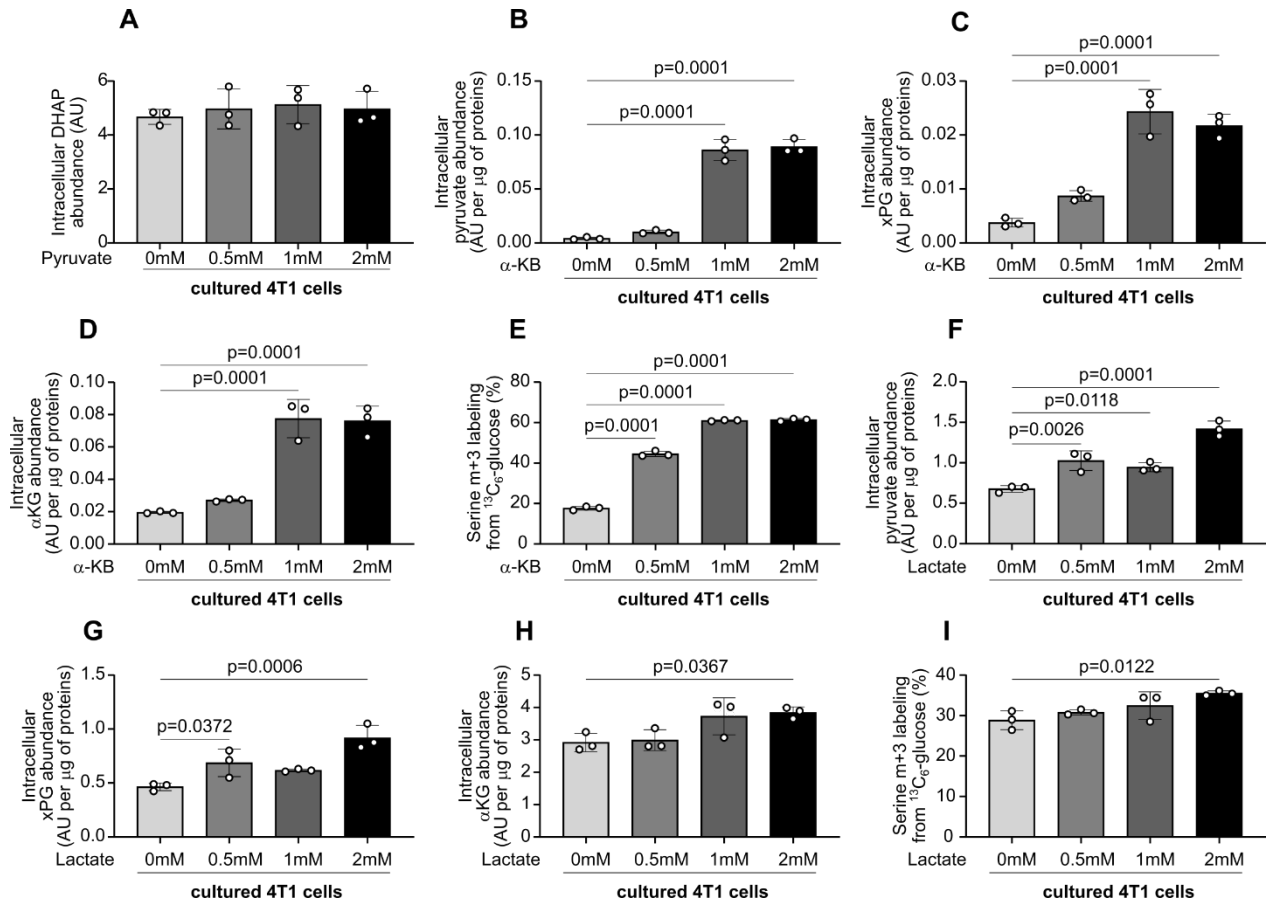 A
Intracellular DHAP
abundance (AU)
6
4
2
0
Pyruvate 0mM 0.5mM 1mM 2mM
cultured 4T1 cells
B
Intracellular
pyruvate abundance
(AU per μg of proteins)
0.15
0.10
0.05
0.00
p=0.0001
p=0.0001
α-KB 0mM 0.5mM 1mM 2mM
cultured 4T1 cells
C
Intracellular
xPG abundance
(AU per μg of proteins)
0.03
0.02
0.01
0.00
p=0.0001
p=0.0001
α-KB 0mM 0.5mM 1mM 2mM
cultured 4T1 cells
D
Intracellular
αKG abundance
(AU per μg of proteins)
0.10
0.08
0.06
0.04
0.02
0.00
p=0.0001
p=0.0001
α-KB 0mM 0.5mM 1mM 2mM
cultured 4T1 cells
E
Serine m+3 labeling
from ¹³C₆-glucose (%)
80
60
40
20
0
p=0.0001
p=0.0001
p=0.0001
α-KB 0mM 0.5mM 1mM 2mM
cultured 4T1 cells
F
Intracellular
pyruvate abundance
(AU per μg of proteins)
2.0
1.5
1.0
0.5
0.0
p=0.0001
p=0.0118
p=0.0026
Lactate 0mM 0.5mM 1mM 2mM
cultured 4T1 cells
G
Intracellular
xPG abundance
(AU per μg of proteins)
1.5
1.0
0.5
0.0
p=0.0006
p=0.0372
Lactate 0mM 0.5mM 1mM 2mM
cultured 4T1 cells
H
Intracellular
αKG abundance
(AU per μg of proteins)
5
4
3
2
1
0
p=0.0367
Lactate 0mM 0.5mM 1mM 2mM
cultured 4T1 cells
I
Serine m+3 labeling
from ¹³C₆-glucose (%)
40
30
20
10
0
p=0.0122
Lactate 0mM 0.5mM 1mM 2mM
cultured 4T1 cells